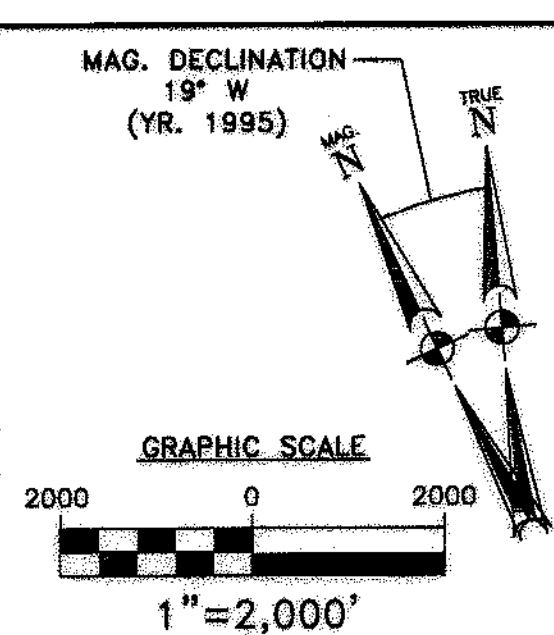 MAG. DECLINATION
19° W
(YR. 1995)
MAG.
N
TRUE
N
GRAPHIC SCALE
2000 0 2000
1"=2,000'